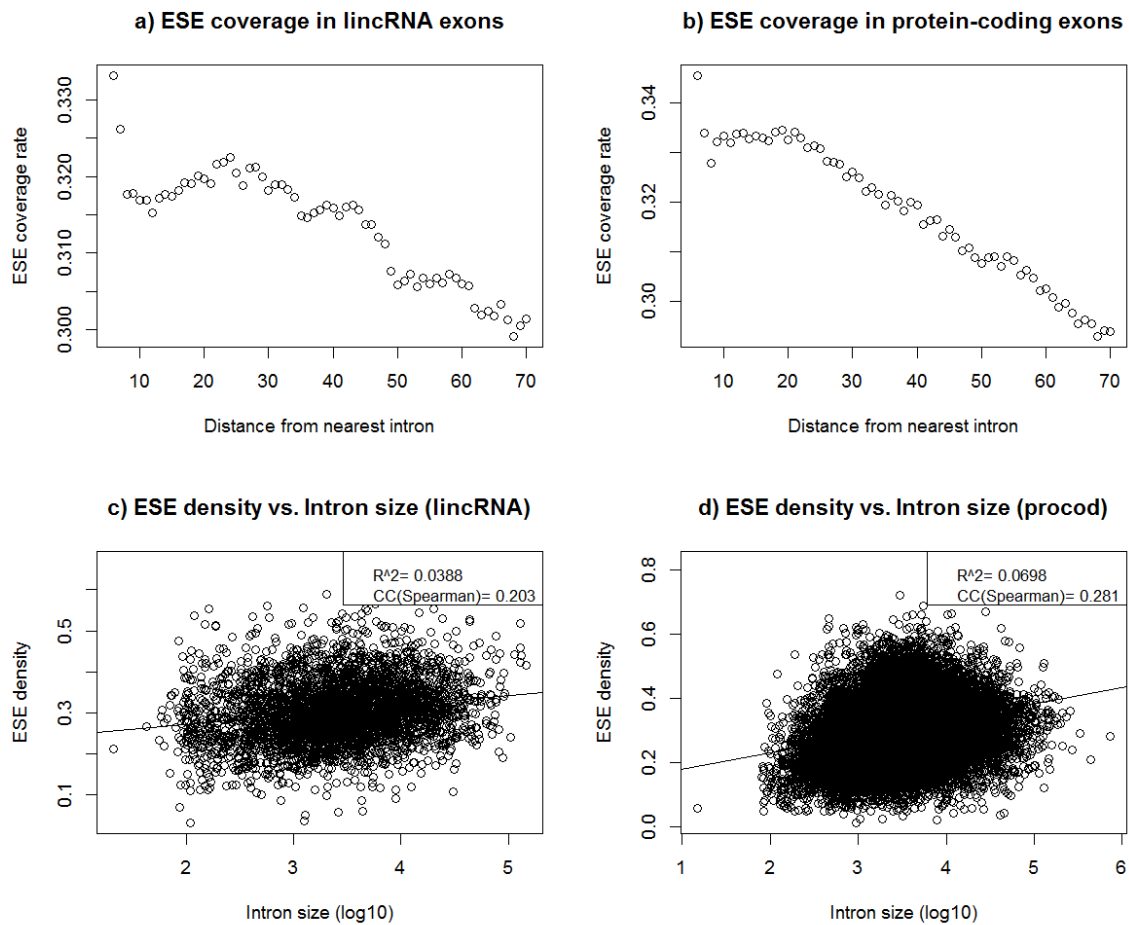 a) ESE coverage in lincRNA exons
ESE coverage rate
0.330
0.320
0.310
0.300
10 20 30 40 50 60 70
Distance from nearest intron
b) ESE coverage in protein-coding exons
ESE coverage rate
0.34
0.32
0.30
10 20 30 40 50 60 70
Distance from nearest intron
c) ESE density vs. Intron size (lincRNA)
R^2= 0.0388
CC(Spearman)= 0.203
ESE density
0.5
0.3
0.1
2 3 4 5
Intron size (log10)
d) ESE density vs. Intron size (procod)
R^2= 0.0698
CC(Spearman)= 0.281
ESE density
0.8
0.6
0.4
0.2
0.0
1 2 3 4 5 6
Intron size (log10)